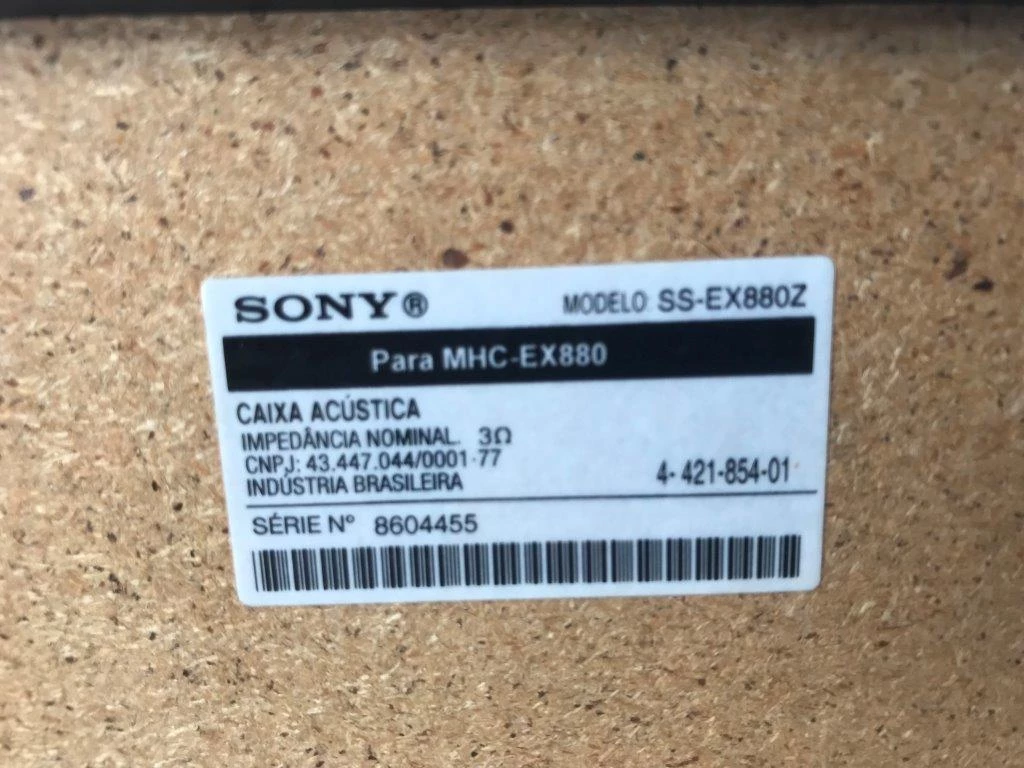 SONY® MODELO SS-EX880Z
Para MHC-EX880
CAIXA ACÚSTICA
IMPEDÂNCIA NOMINAL. 3Ω
CNPJ: 43.447.044/0001-77
INDÚSTRIA BRASILEIRA 4-421-854-01
SÉRIE Nº 8604455